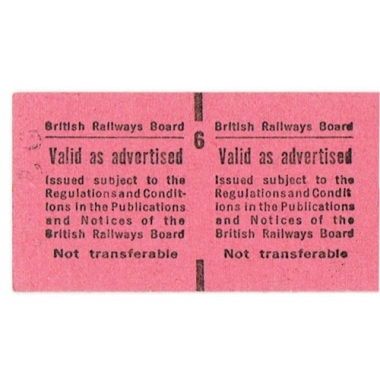 British Railways Board
Valid as advertised
Issued subject to the
Regulations and Condit-
ions in the Publications
and Notices of the
British Railways Board
Not transferable
6
British Railways Board
Valid as advertised
Issued subject to the
Regulations and Condit-
ions in the Publications
and Notices of the
British Railways Board
Not transferable